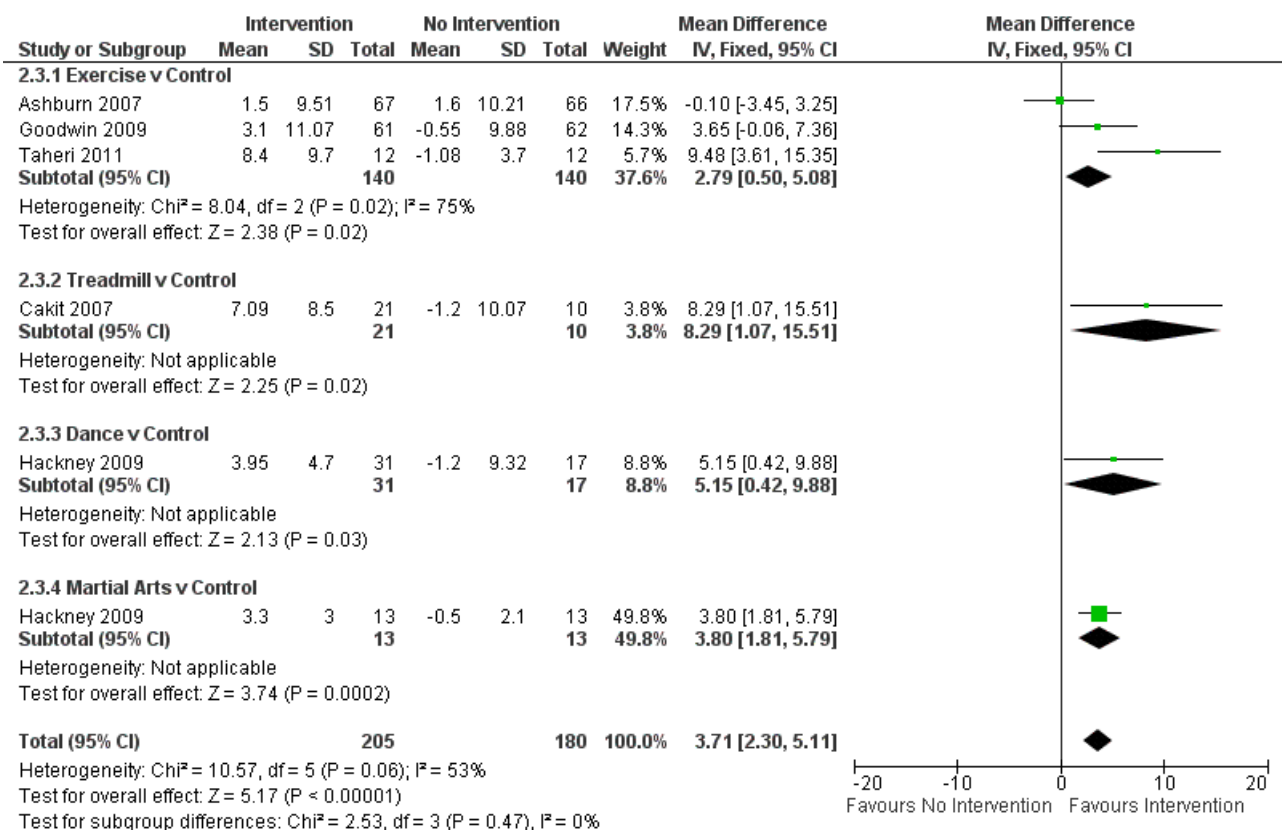 Intervention No Intervention Mean Difference Mean Difference
Study or Subgroup Mean SD Total Mean SD Total Weight IV, Fixed, 95% CI IV, Fixed, 95% CI
2.3.1 Exercise v Control
Ashburn 2007 1.5 9.51 67 1.6 10.21 66 17.5% -0.10 [-3.45, 3.25]
Goodwin 2009 3.1 11.07 61 -0.55 9.88 62 14.3% 3.65 [-0.06, 7.36]
Taheri 2011 8.4 9.7 12 -1.08 3.7 12 5.7% 9.48 [3.61, 15.35]
Subtotal (95% CI) 140 140 37.6% 2.79 [0.50, 5.08]
Heterogeneity: Chi² = 8.04, df = 2 (P = 0.02); I² = 75%
Test for overall effect: Z = 2.38 (P = 0.02)
2.3.2 Treadmill v Control
Cakit 2007 7.09 8.5 21 -1.2 10.07 10 3.8% 8.29 [1.07, 15.51]
Subtotal (95% CI) 21 10 3.8% 8.29 [1.07, 15.51]
Heterogeneity: Not applicable
Test for overall effect: Z = 2.25 (P = 0.02)
2.3.3 Dance v Control
Hackney 2009 3.95 4.7 31 -1.2 9.32 17 8.8% 5.15 [0.42, 9.88]
Subtotal (95% CI) 31 17 8.8% 5.15 [0.42, 9.88]
Heterogeneity: Not applicable
Test for overall effect: Z = 2.13 (P = 0.03)
2.3.4 Martial Arts v Control
Hackney 2009 3.3 3 13 -0.5 2.1 13 49.8% 3.80 [1.81, 5.79]
Subtotal (95% CI) 13 13 49.8% 3.80 [1.81, 5.79]
Heterogeneity: Not applicable
Test for overall effect: Z = 3.74 (P = 0.0002)
Total (95% CI) 205 180 100.0% 3.71 [2.30, 5.11]
Heterogeneity: Chi² = 10.57, df = 5 (P = 0.06); I² = 53%
Test for overall effect: Z = 5.17 (P < 0.00001)
Test for subgroup differences: Chi² = 2.53, df = 3 (P = 0.47), I² = 0%
-20 -10 0 10 20
Favours No Intervention Favours Intervention